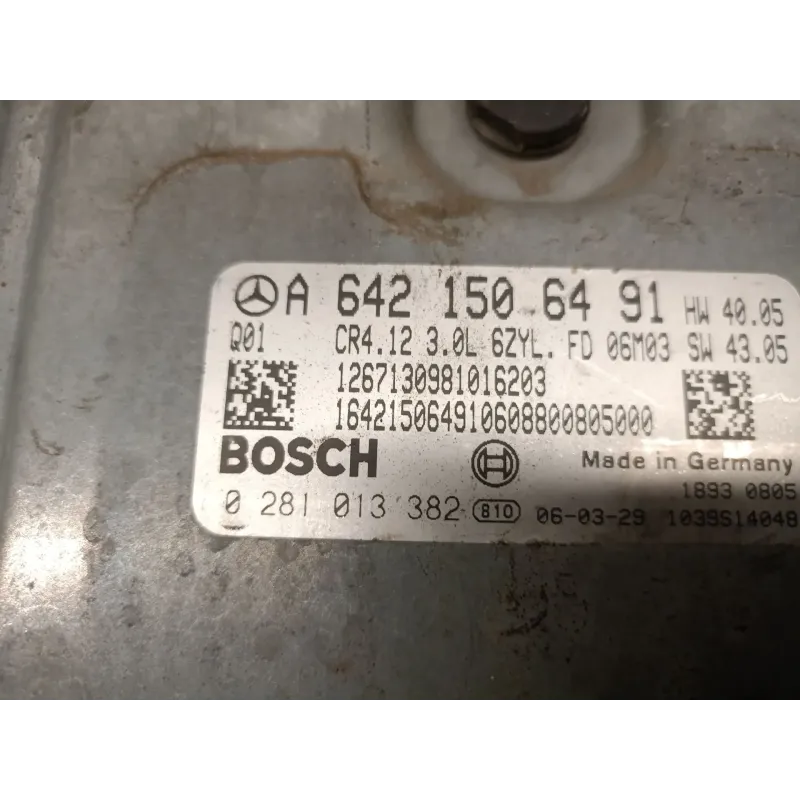 A 642 150 64 91 HW 40.05
Q01 CR4.12 3.0L 6ZYL. FD 06M03 SW 43.05
1267130981016203
164215064910608800805000
BOSCH Made in Germany
1893 0805
0 281 013 382 810 06-03-29 1039S14048